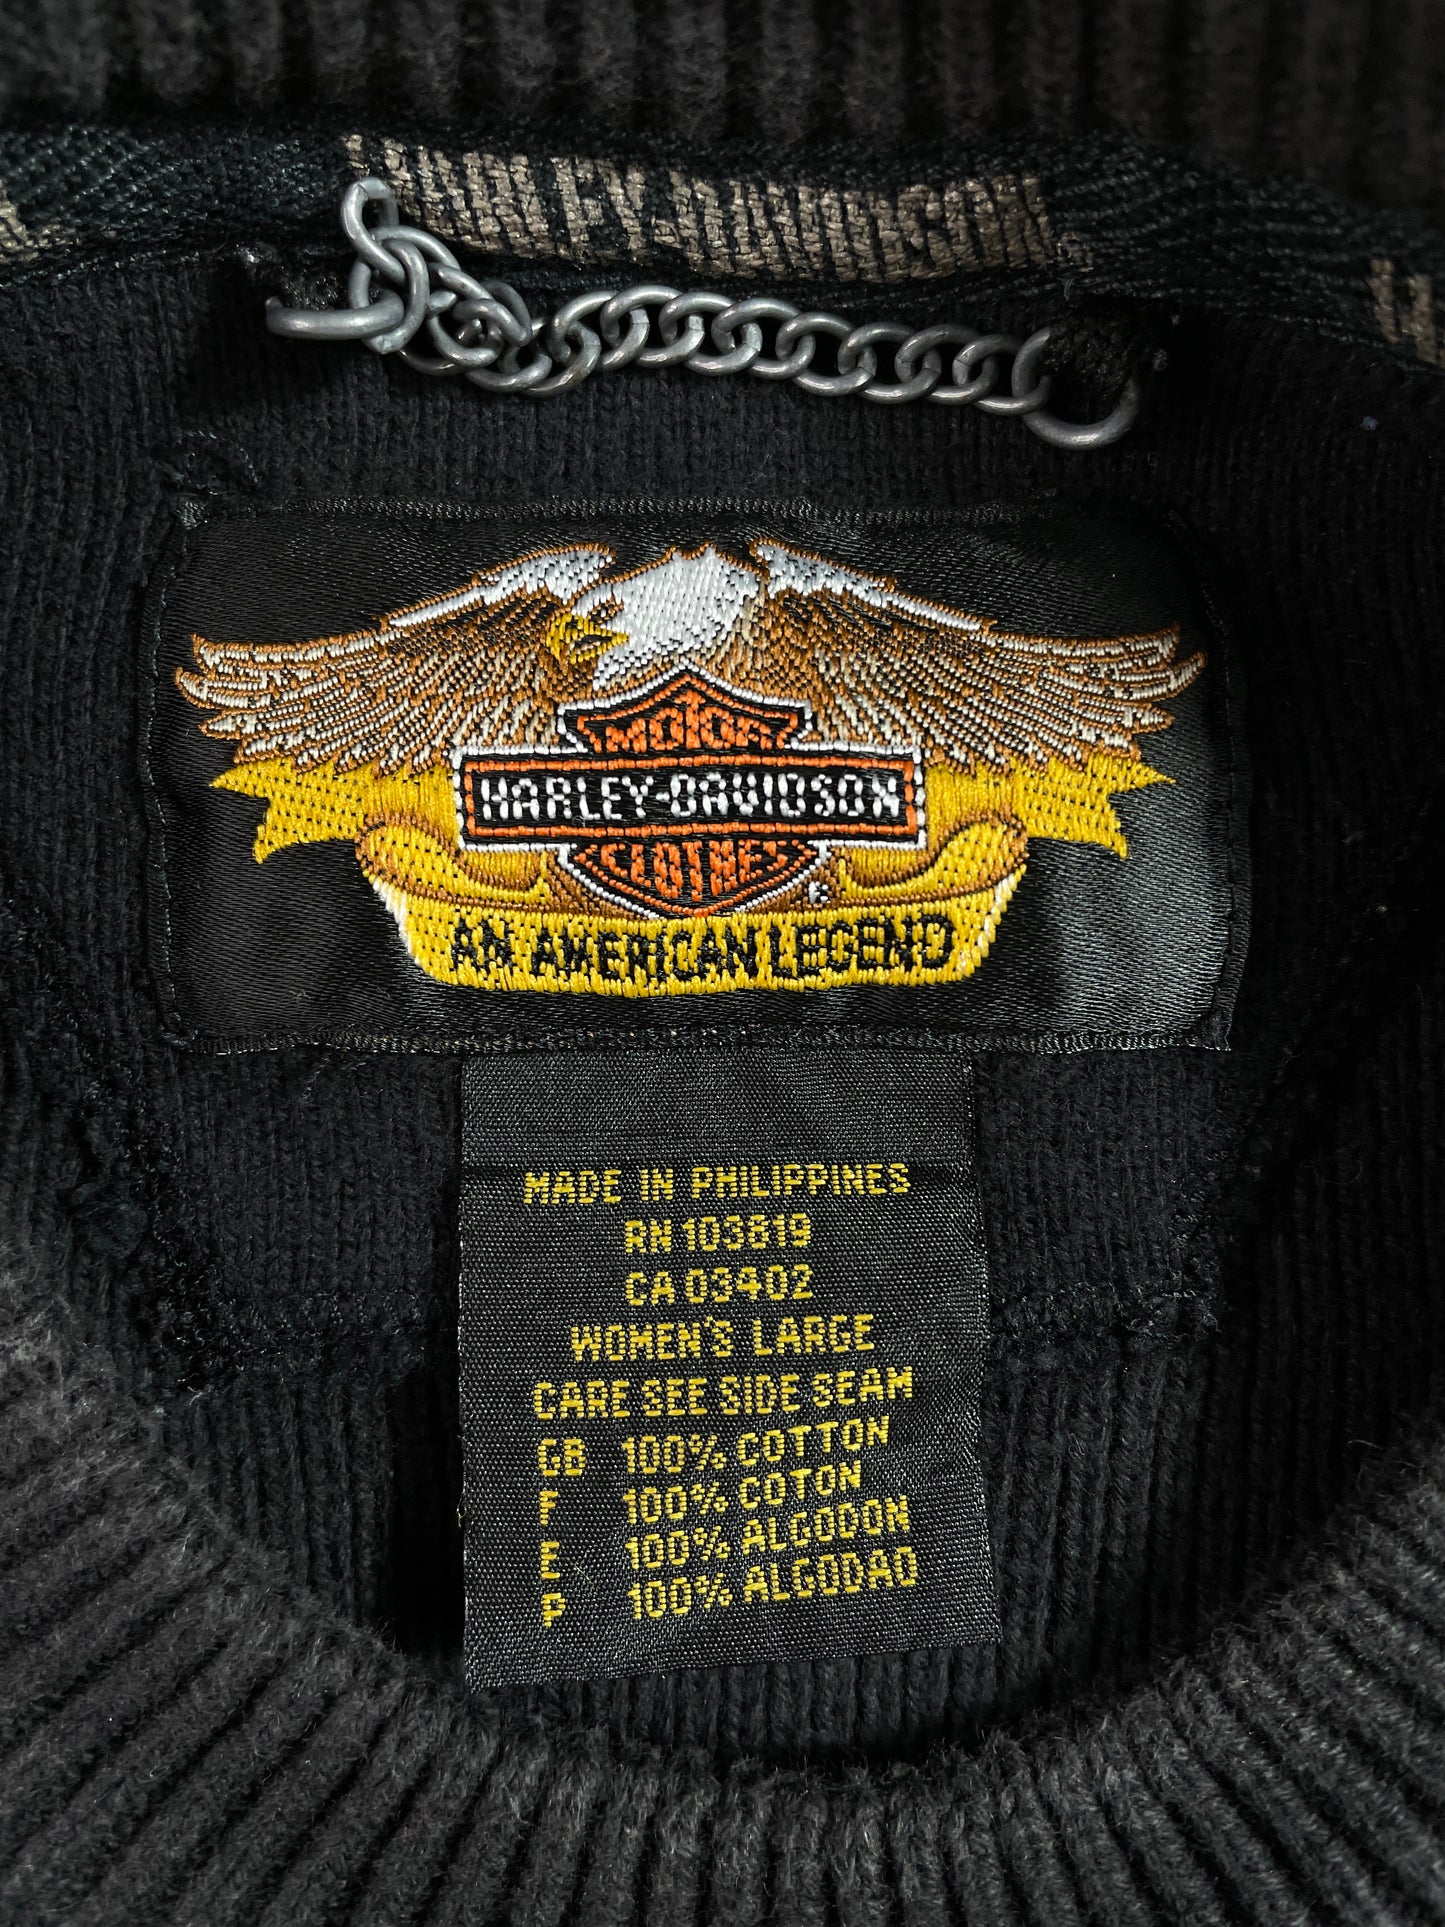 HARLEY-DAVIDSON
MOTOR
HARLEY-DAVIDSON
CLOTHES
AN AMERICAN LEGEND
MADE IN PHILIPPINES
RN 103819
CA 03402
WOMEN'S LARGE
CARE SEE SIDE SEAM
GB 100% COTTON
F 100% COTON
E 100% ALGODON
P 100% ALGODAO